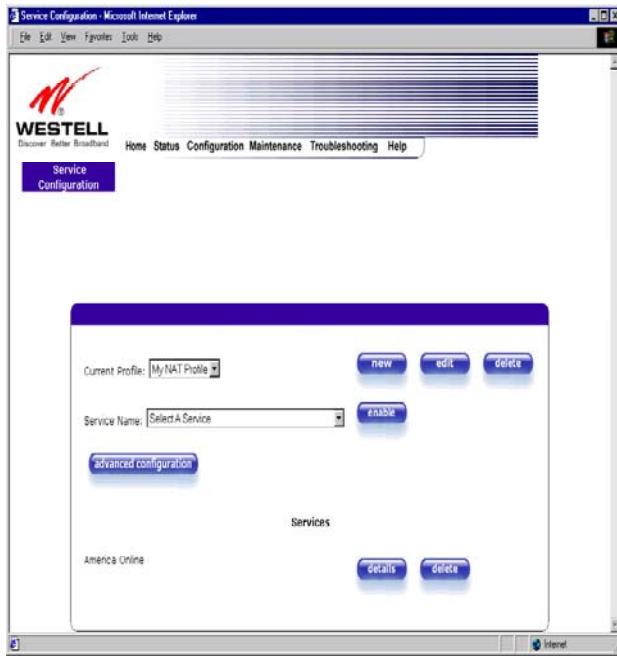 Service Configuration - Microsoft Internet Explorer
File Edit View Favorites Tools Help
WESTELL
Discover Better Broadband
Home Status Configuration Maintenance Troubleshooting Help
Service
Configuration
Current Profile: My NAT Profile
new edit delete
Service Name: Select A Service
enable
advanced configuration
Services
America Online
details delete
Internet